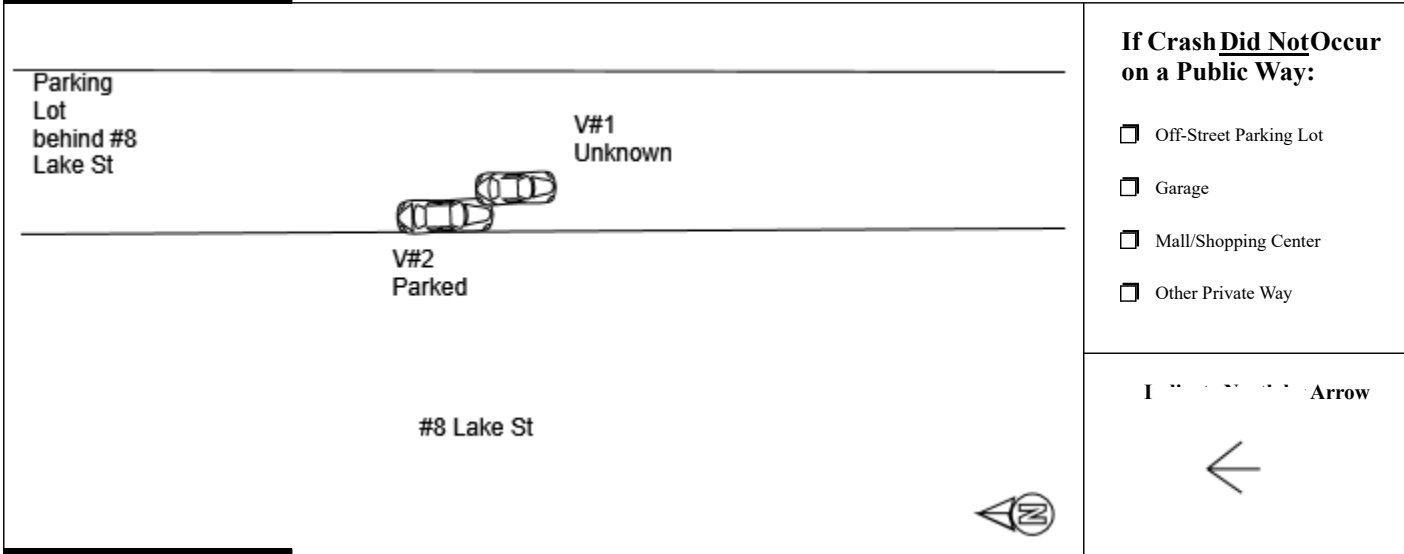 Parking
Lot
behind #8
Lake St
V#1
Unknown
V#2
Parked
#8 Lake St
N
If Crash Did Not Occur
on a Public Way:
Off-Street Parking Lot
Garage
Mall/Shopping Center
Other Private Way
Arrow